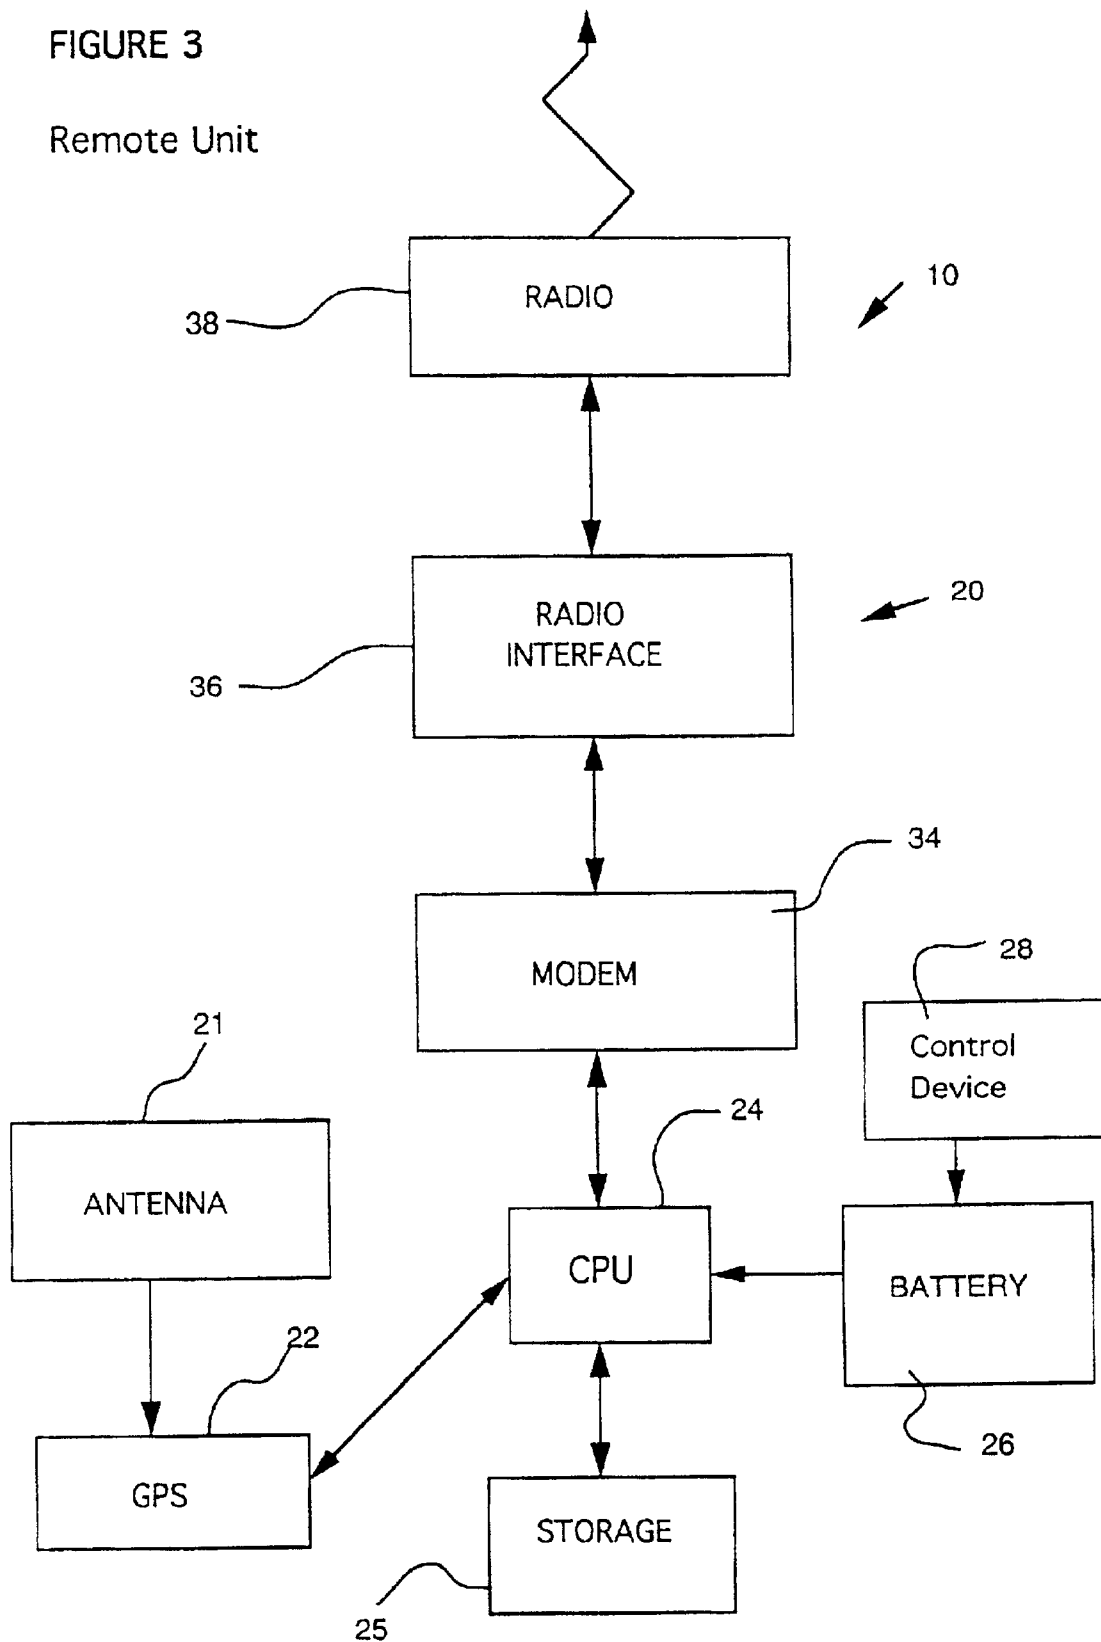 FIGURE 3
Remote Unit
RADIO
10
38
20
RADIO
INTERFACE
36
34
MODEM
28
Control
Device
21
24
ANTENNA
CPU
BATTERY
22
26
GPS
STORAGE
25